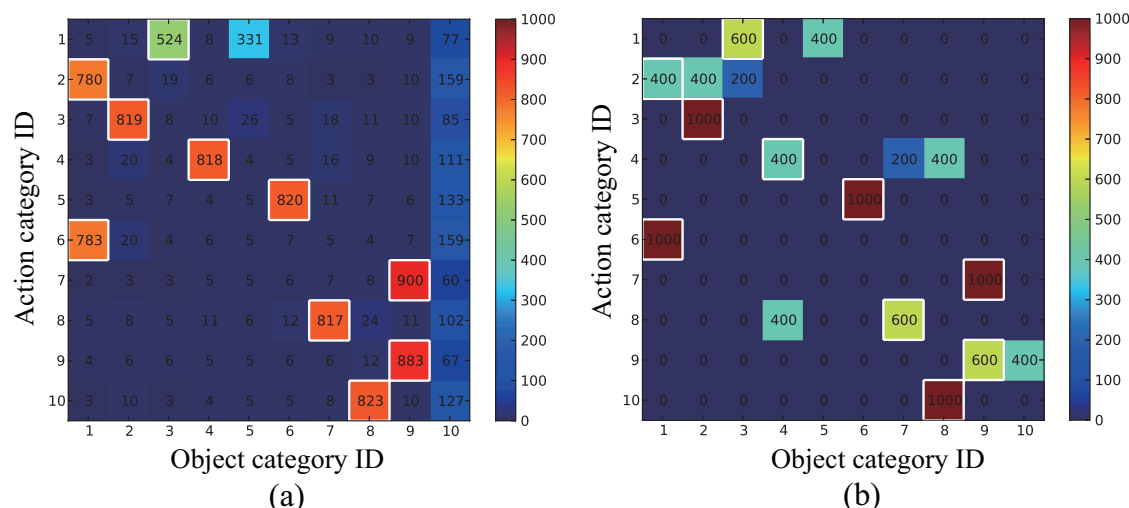 Action category ID
1 5 15 524 8 331 13 9 10 9 77
2 780 7 19 6 6 8 3 3 10 159
3 7 819 8 10 26 5 18 11 10 85
4 3 20 4 818 4 5 16 9 10 111
5 3 5 7 4 5 820 11 7 6 133
6 783 20 4 6 5 7 5 4 7 159
7 2 3 3 5 5 5 7 8 900 60
8 5 8 5 11 6 12 817 24 11 102
9 4 6 6 5 5 6 6 12 883 67
10 3 10 3 4 5 5 8 823 10 127
1 2 3 4 5 6 7 8 9 10
Object category ID
1000
900
800
700
600
500
400
300
200
100
0
(a)
Action category ID
1 0 0 600 0 400 0 0 0 0 0
2 400 400 200 0 0 0 0 0 0 0
3 0 1000 0 0 0 0 0 0 0 0
4 0 0 0 400 0 0 200 400 0 0
5 0 0 0 0 0 1000 0 0 0 0
6 1000 0 0 0 0 0 0 0 0 0
7 0 0 0 0 0 0 0 0 1000 0
8 0 0 0 400 0 0 600 0 0 0
9 0 0 0 0 0 0 0 0 600 400
10 0 0 0 0 0 0 0 1000 0 0
1 2 3 4 5 6 7 8 9 10
Object category ID
1000
900
800
700
600
500
400
300
200
100
0
(b)